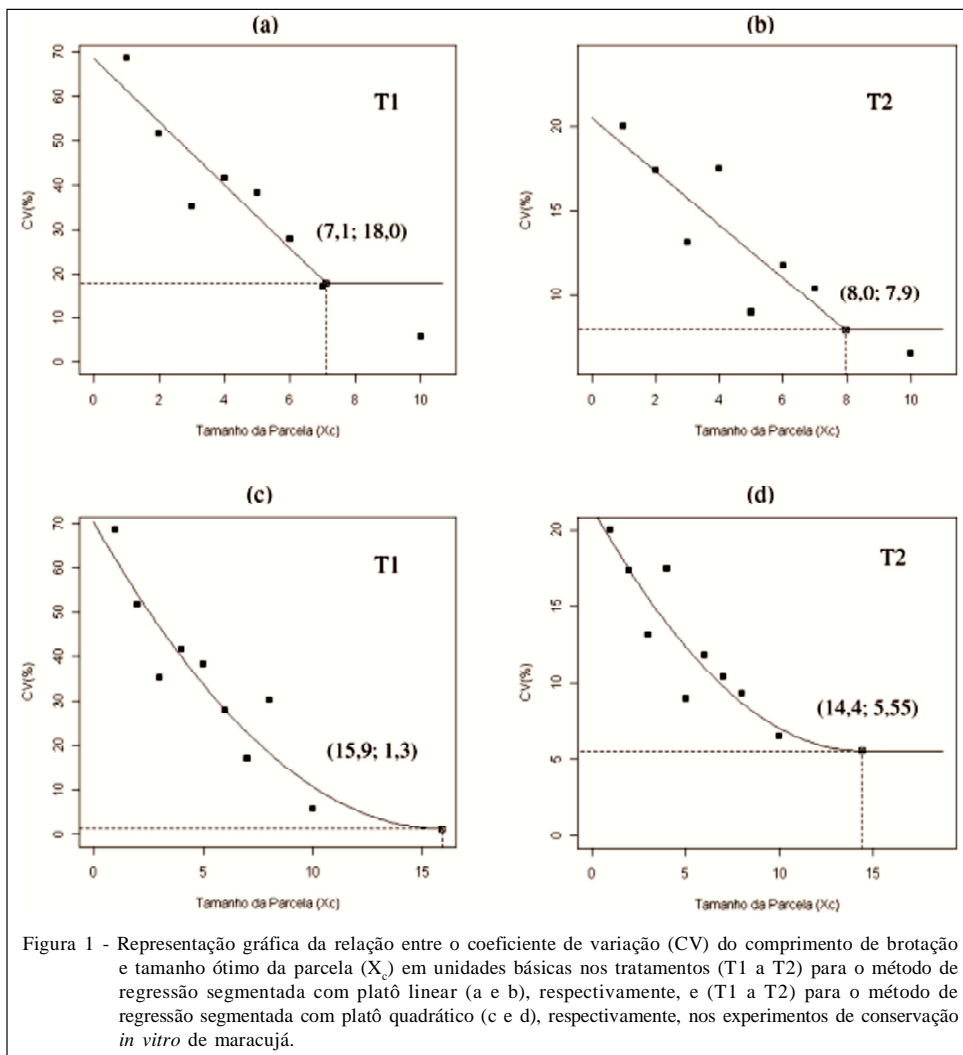 (a)
T1
CV(%)
70
60
50
40
30
20
10
0
(7,1; 18,0)
0 2 4 6 8 10
Tamanho da Parcela (Xc)
(b)
T2
CV(%)
20
15
10
(8,0; 7,9)
0 2 4 6 8 10
Tamanho da Parcela (Xc)
(c)
T1
CV(%)
70
60
50
40
30
20
10
0
(15,9; 1,3)
0 5 10 15
Tamanho da Parcela (Xc)
(d)
T2
CV(%)
20
15
10
5
0
(14,4; 5,55)
0 5 10 15
Tamanho da Parcela (Xc)
Figura 1 - Representação gráfica da relação entre o coeficiente de variação (CV) do comprimento de brotação
e tamanho ótimo da parcela (Xc) em unidades básicas nos tratamentos (T1 a T2) para o método de
regressão segmentada com platô linear (a e b), respectivamente, e (T1 a T2) para o método de
regressão segmentada com platô quadrático (c e d), respectivamente, nos experimentos de conservação
in vitro de maracujá.